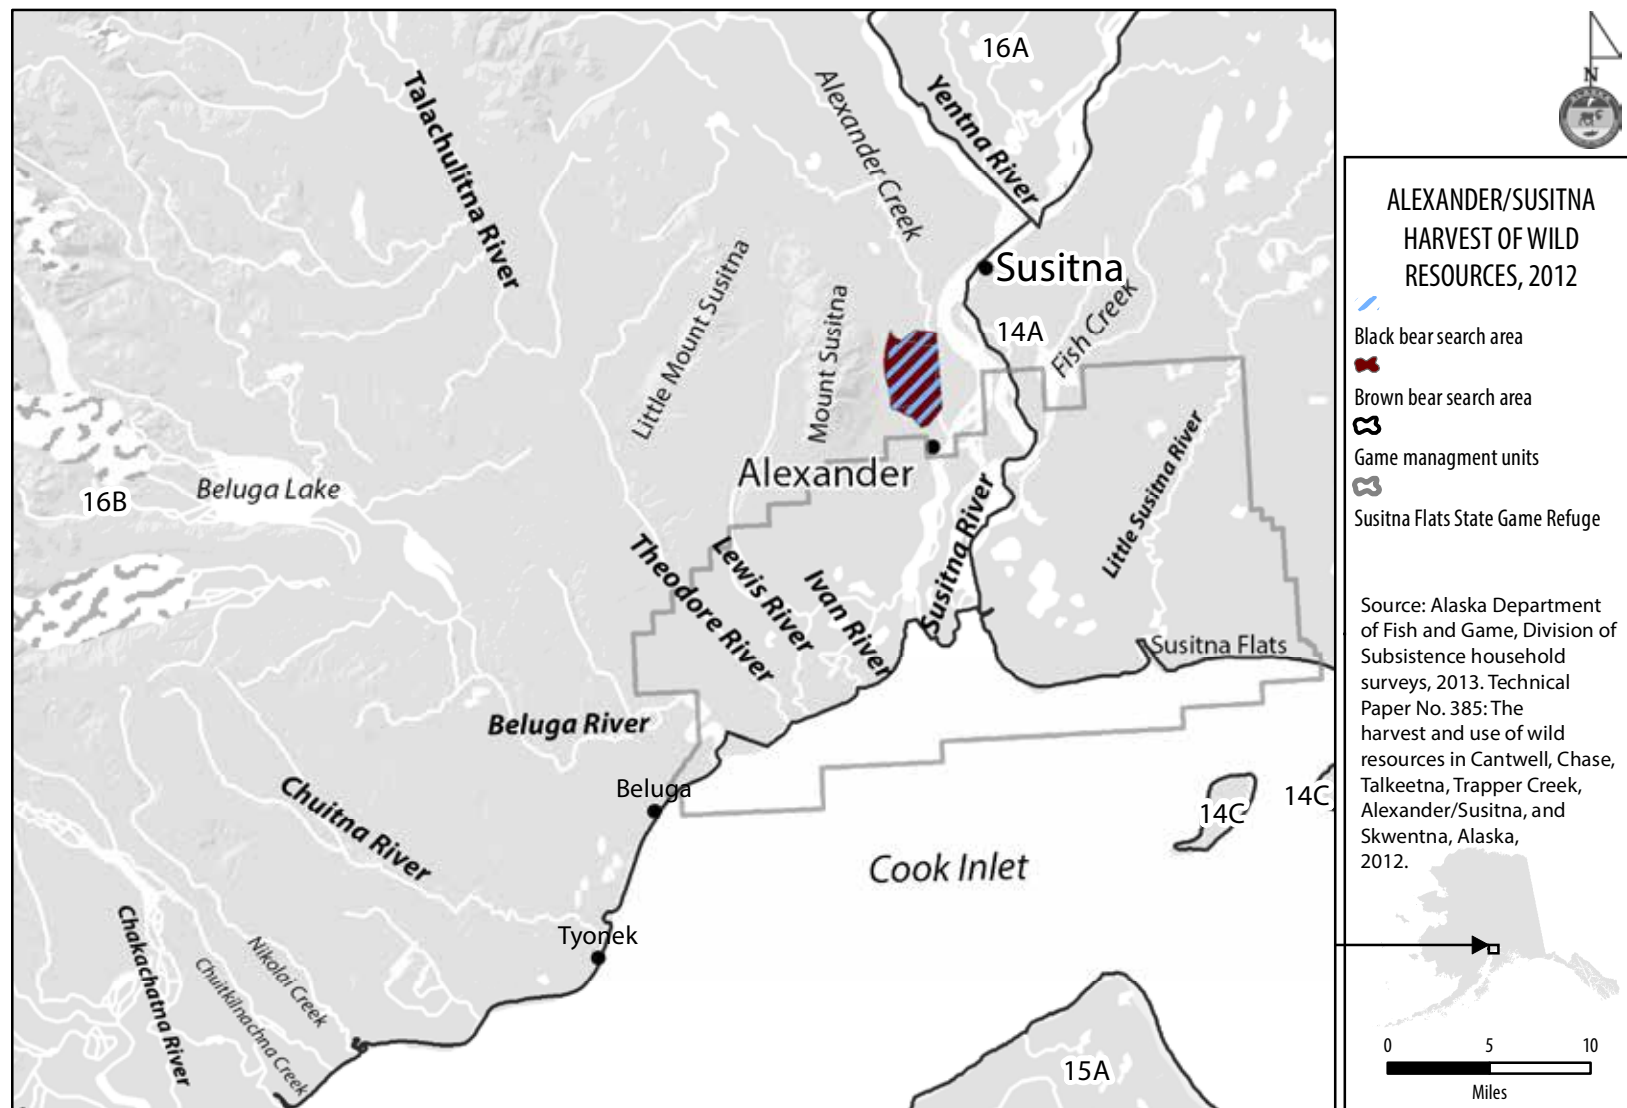 16A
Talachulitna River
Alexander Creek
Yentna River
Susitna
Little Mount Susitna
Mount Susitna
14A
Fish Creek
Alexander
Beluga Lake
16B
Little Susitna River
Susitna River
Theodore River
Lewis River
Ivan River
Susitna Flats
Beluga River
Beluga
Chuitna River
14C
14C
Cook Inlet
Tyonek
Chakachatna River
Nikolai Creek
Chuitkilnachna Creek
15A
N
ALASKA
ALEXANDER/SUSITNA
HARVEST OF WILD
RESOURCES, 2012
Black bear search area
Brown bear search area
Game managment units
Susitna Flats State Game Refuge
Source: Alaska Department
of Fish and Game, Division of
Subsistence household
surveys, 2013. Technical
Paper No. 385: The
harvest and use of wild
resources in Cantwell, Chase,
Talkeetna, Trapper Creek,
Alexander/Susitna, and
Skwentna, Alaska,
2012.
0 5 10
Miles